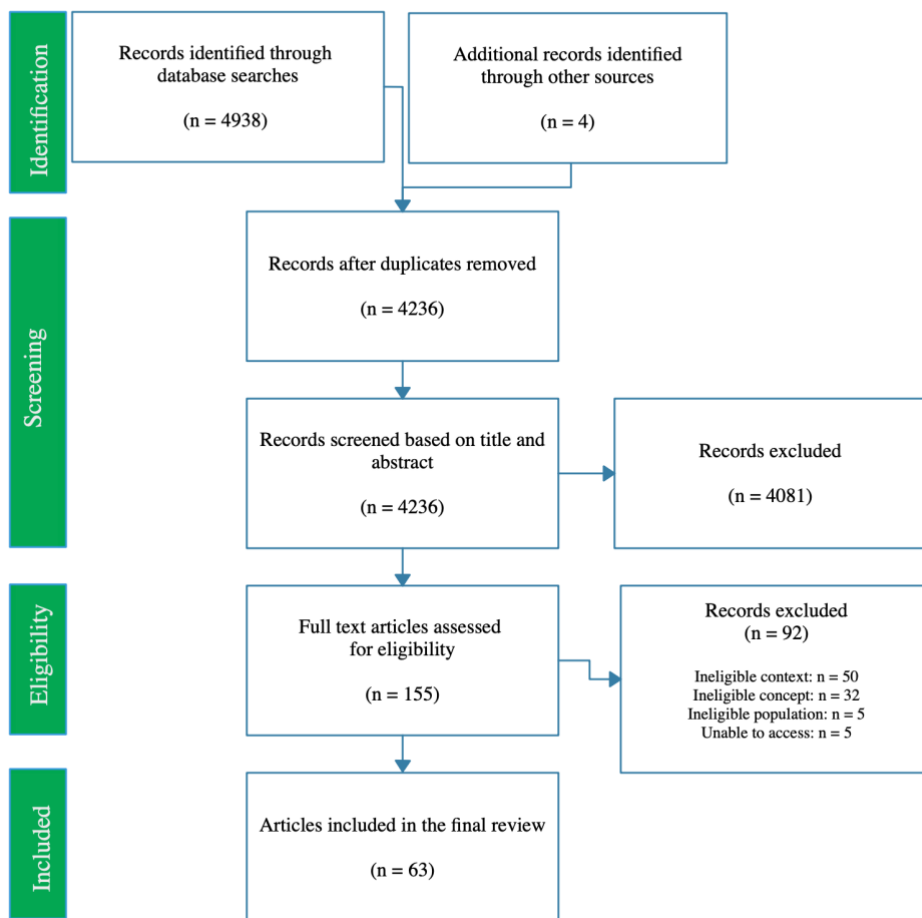 Identification
Records identified through
database searches
(n = 4938)
Additional records identified
through other sources
(n = 4)
Screening
Records after duplicates removed
(n = 4236)
Records screened based on title and
abstract
(n = 4236)
Records excluded
(n = 4081)
Eligibility
Full text articles assessed
for eligibility
(n = 155)
Records excluded
(n = 92)
Ineligible context: n = 50
Ineligible concept: n = 32
Ineligible population: n = 5
Unable to access: n = 5
Included
Articles included in the final review
(n = 63)